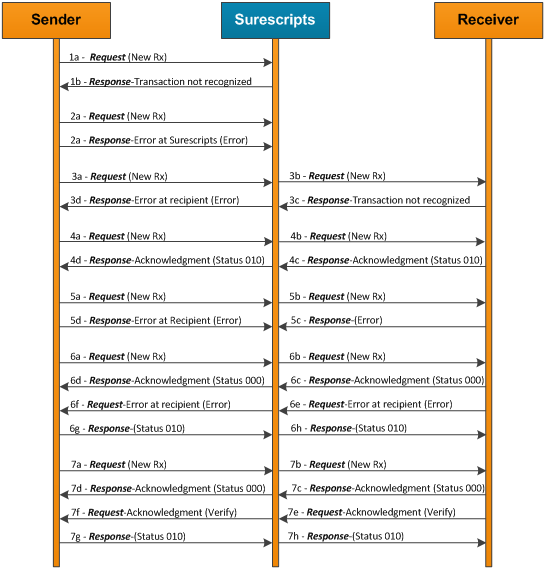 Sender Surescripts Receiver
1a - Request (New Rx)
1b - Response-Transaction not recognized
2a - Request (New Rx)
2a - Response-Error at Surescripts (Error)
3a - Request (New Rx) 3b - Request (New Rx)
3d - Response-Error at recipient (Error) 3c - Response-Transaction not recognized
4a - Request (New Rx) 4b - Request (New Rx)
4d - Response-Acknowledgment (Status 010) 4c - Response-Acknowledgment (Status 010)
5a - Request (New Rx) 5b - Request (New Rx)
5d - Response-Error at Recipient (Error) 5c - Response-(Error)
6a - Request (New Rx) 6b - Request (New Rx)
6d - Response-Acknowledgment (Status 000) 6c - Response-Acknowledgment (Status 000)
6f - Request-Error at recipient (Error) 6e - Request-Error at recipient (Error)
6g - Response-(Status 010) 6h - Response-(Status 010)
7a - Request (New Rx) 7b - Request (New Rx)
7d - Response-Acknowledgment (Status 000) 7c - Response-Acknowledgment (Status 000)
7f - Request-Acknowledgment (Verify) 7e - Request-Acknowledgment (Verify)
7g - Response-(Status 010) 7h - Response-(Status 010)